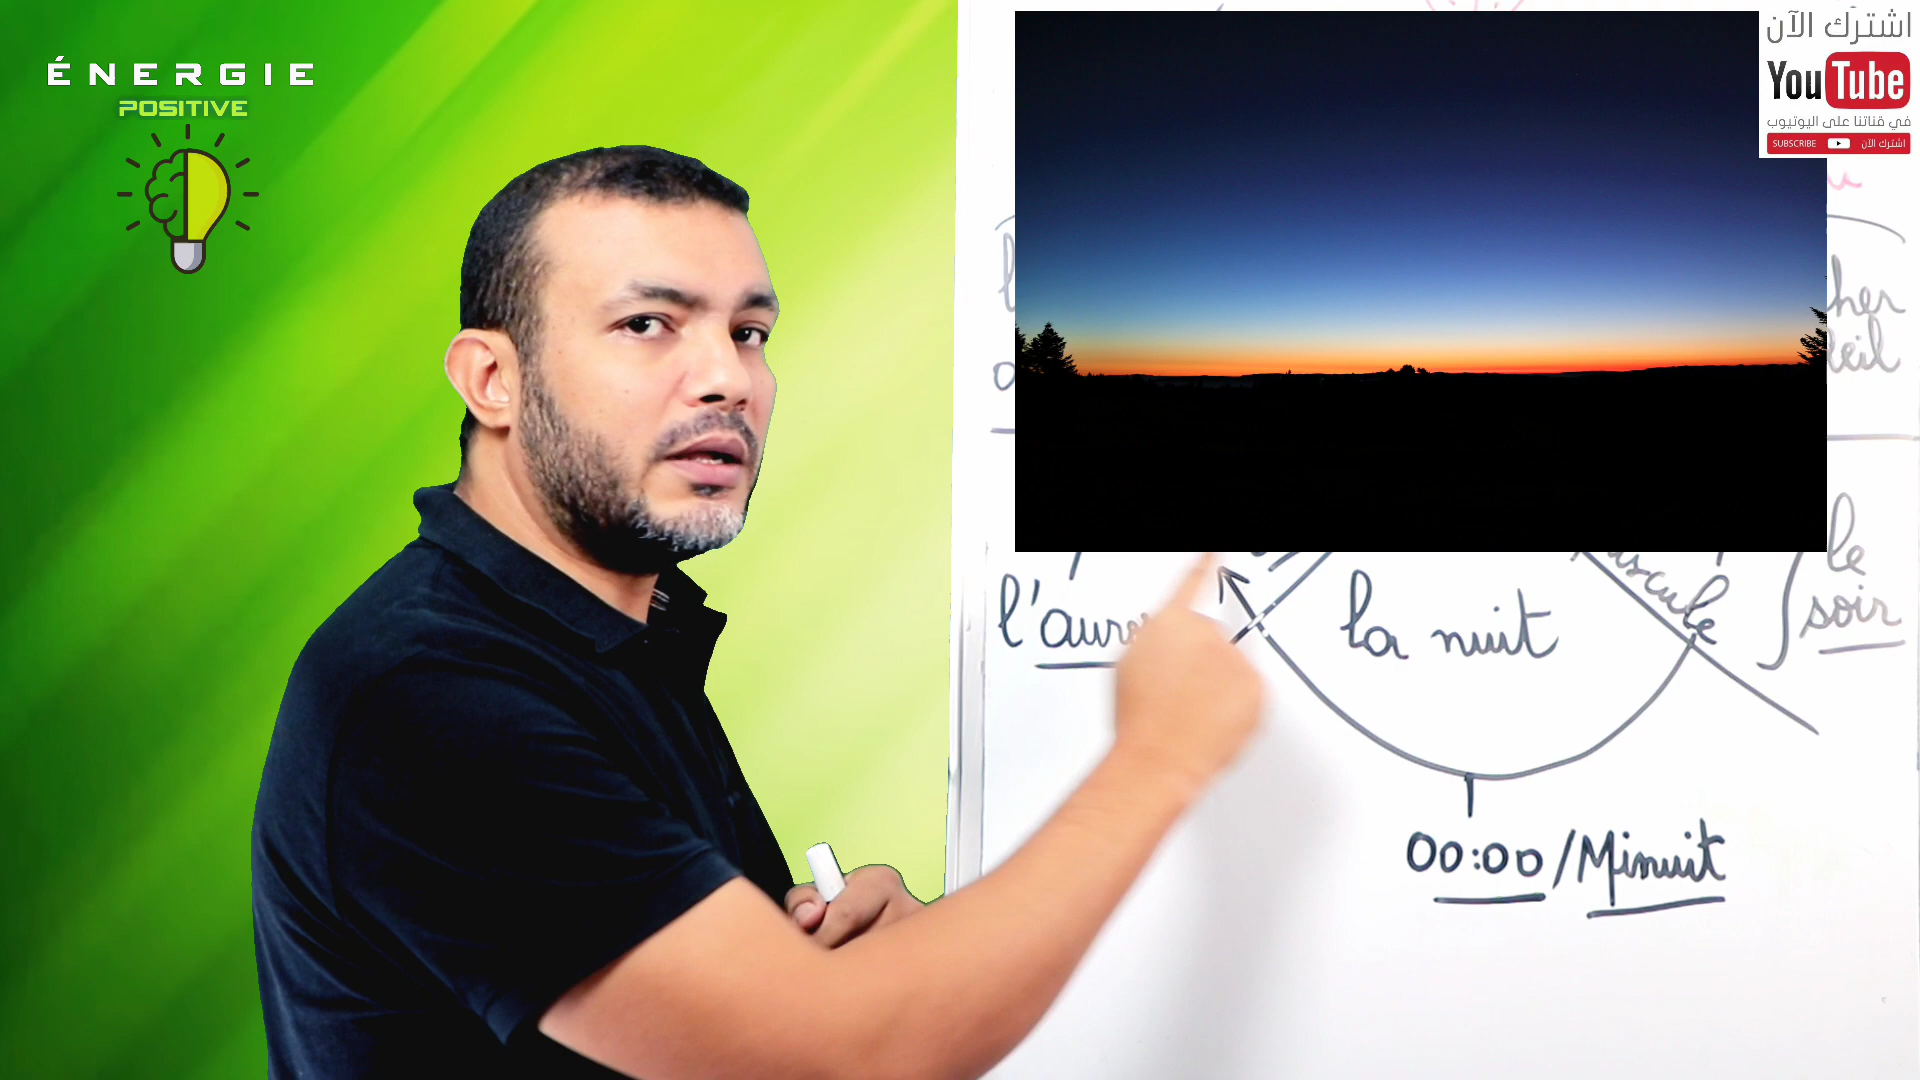 ÉNERGIE
POSITIVE
اشترك الآن
YouTube
في قناتنا على اليوتيوب
SUBSCRIBE
اشترك الآن
le
soir
la nuit
00:00/Minuit